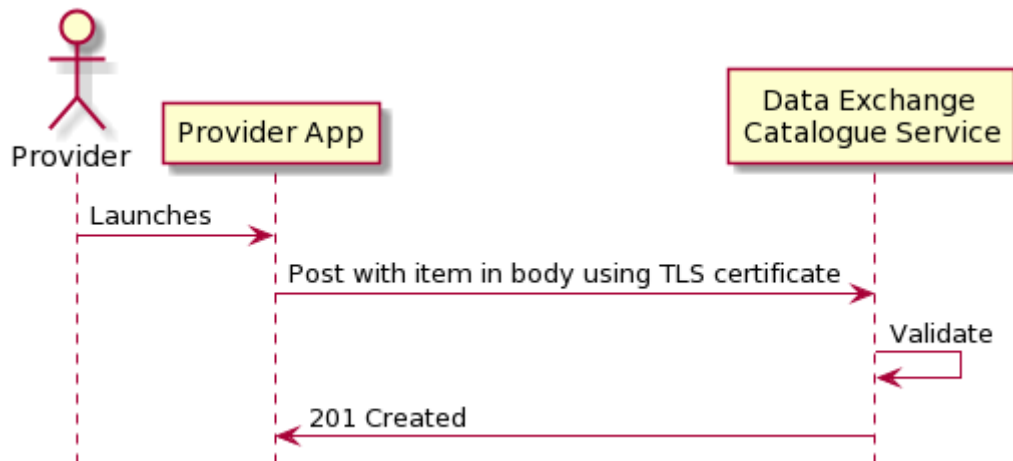 Provider
Provider App
Data Exchange
Catalogue Service
Launches
Post with item in body using TLS certificate
Validate
201 Created